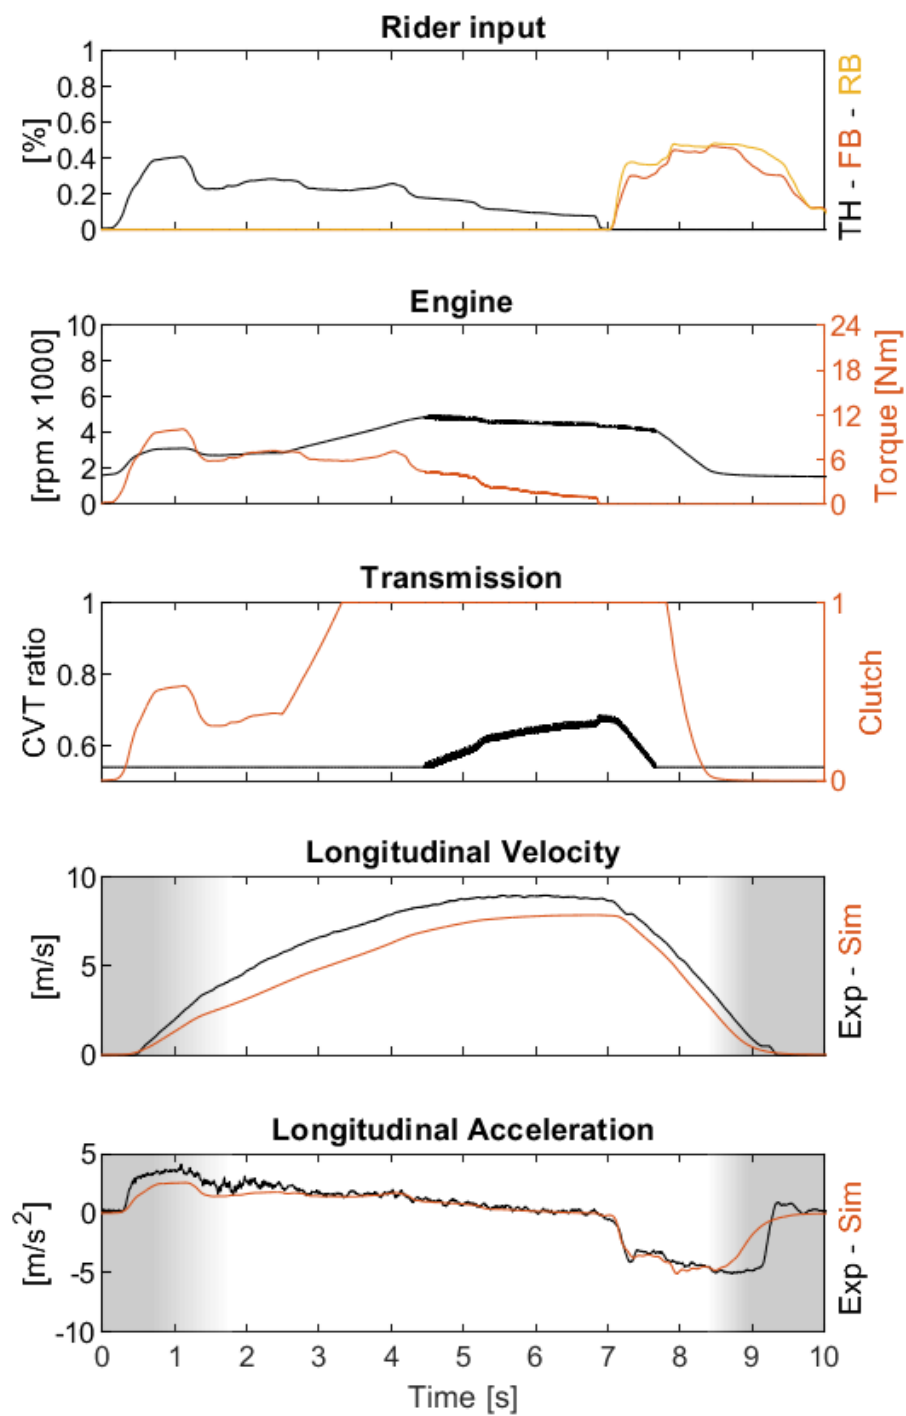 Rider input
1
0.8
0.6
0.4
0.2
0
[%]
TH - FB - RB
Engine
10
8
6
4
2
0
[rpm x 1000]
24
18
12
6
0
Torque [Nm]
Transmission
1
0.8
0.6
CVT ratio
1
0
Clutch
Longitudinal Velocity
10
5
0
[m/s]
Exp - Sim
Longitudinal Acceleration
5
0
-5
-10
[m/s²]
Exp - Sim
0 1 2 3 4 5 6 7 8 9 10
Time [s]